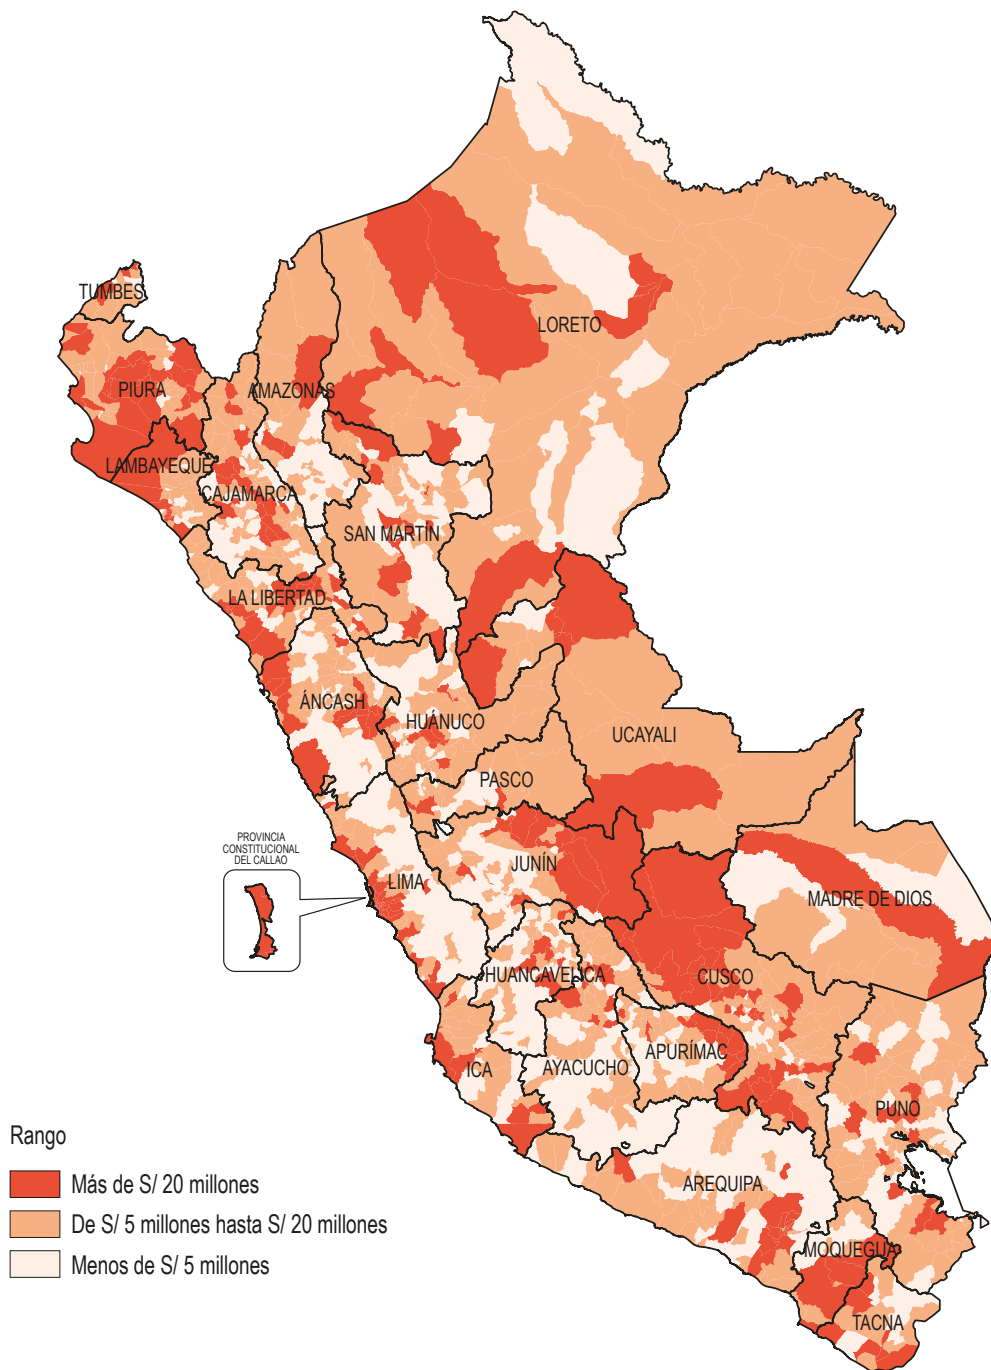 TUMBES
LORETO
PIURA
AMAZONAS
LAMBAYEQUE
CAJAMARCA
SAN MARTÍN
LA LIBERTAD
ÁNCASH
HUÁNUCO
UCAYALI
PASCO
PROVINCIA
CONSTITUCIONAL
DEL CALLAO
JUNÍN
LIMA
MADRE DE DIOS
HUANCAVELICA
CUSCO
APURÍMAC
ICA
AYACUCHO
PUNO
AREQUIPA
MOQUEGUA
TACNA
Rango
Más de S/ 20 millones
De S/ 5 millones hasta S/ 20 millones
Menos de S/ 5 millones